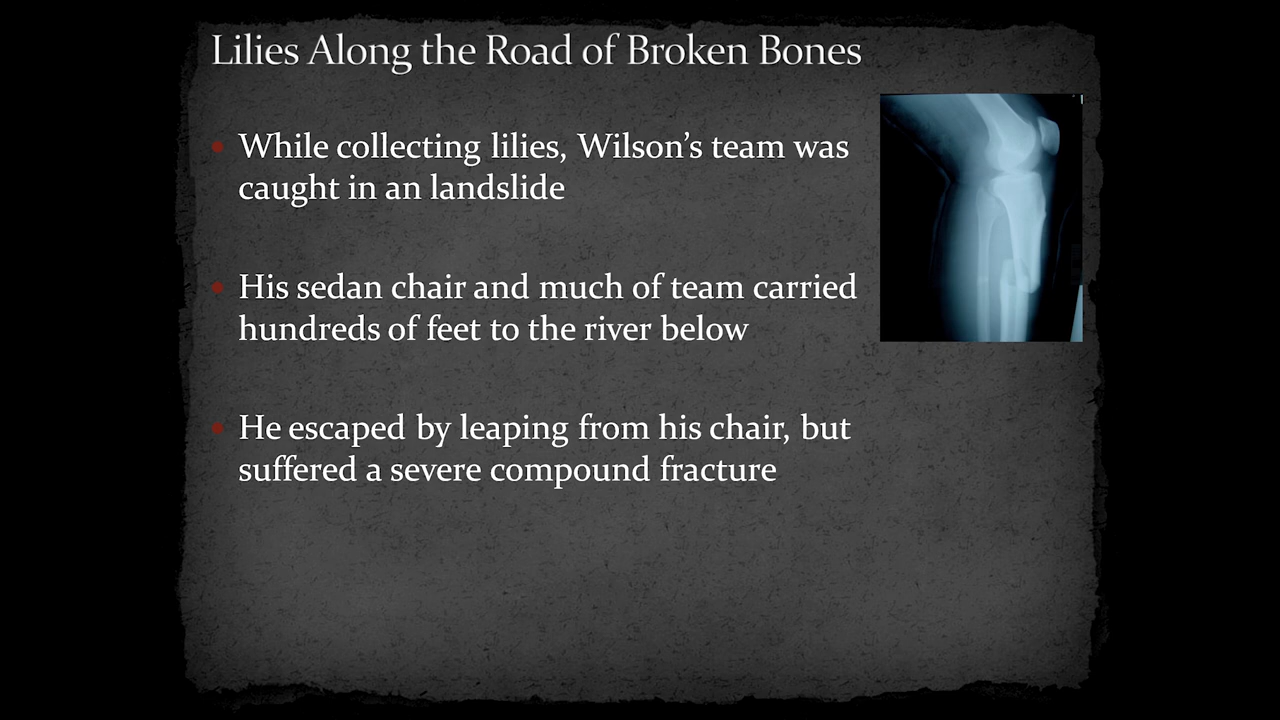 Lilies Along the Road of Broken Bones
• While collecting lilies, Wilson’s team was
caught in an landslide
• His sedan chair and much of team carried
hundreds of feet to the river below
• He escaped by leaping from his chair, but
suffered a severe compound fracture